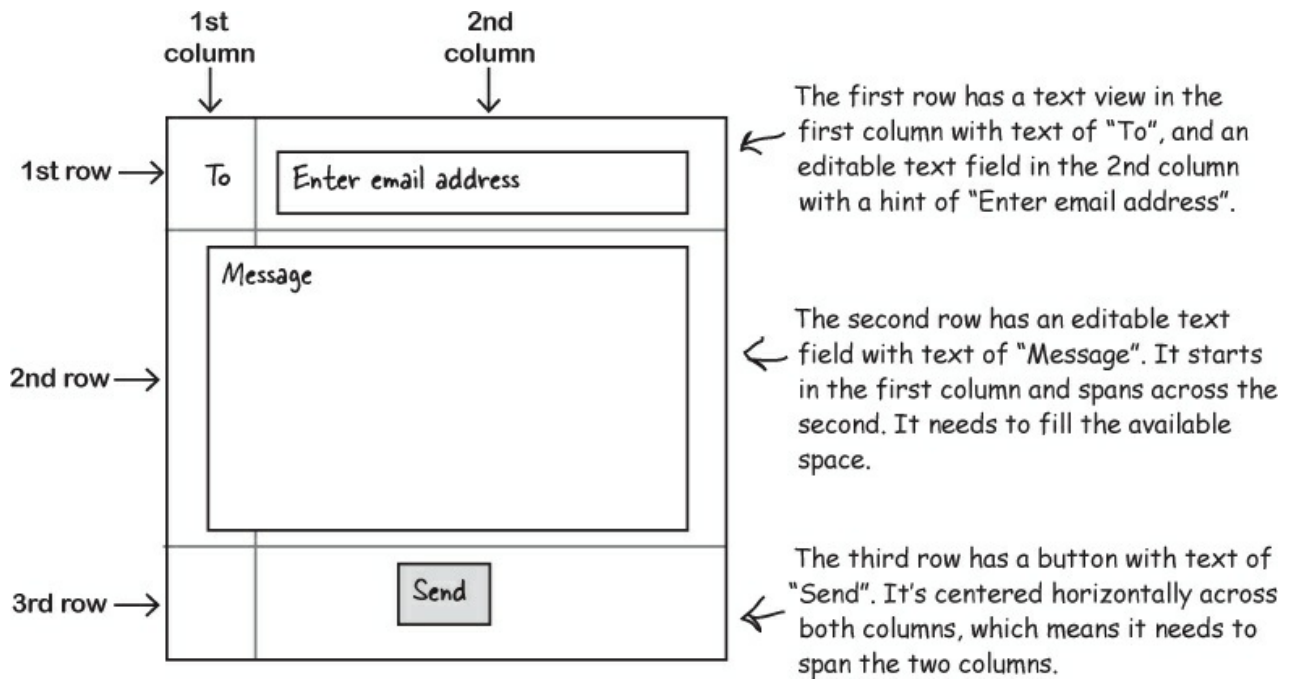 1st
column
2nd
column
1st row
To
Enter email address
The first row has a text view in the
first column with text of “To”, and an
editable text field in the 2nd column
with a hint of “Enter email address”.
2nd row
Message
The second row has an editable text
field with text of “Message”. It starts
in the first column and spans across the
second. It needs to fill the available
space.
3rd row
Send
The third row has a button with text of
“Send”. It’s centered horizontally across
both columns, which means it needs to
span the two columns.